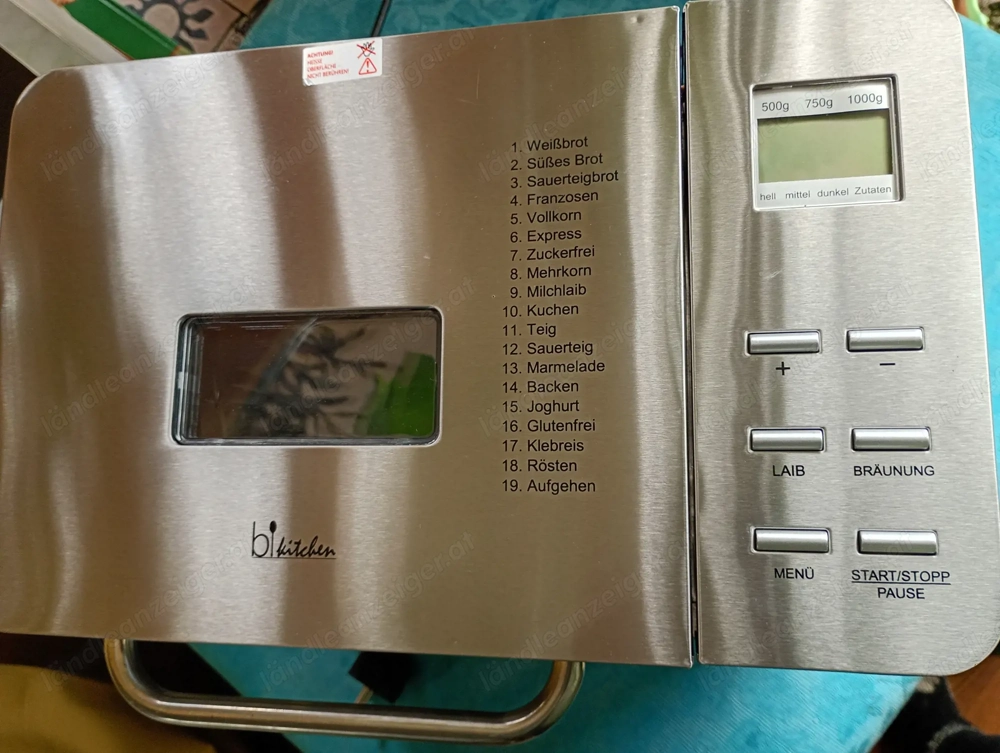 ACHTUNG!
HEISSE
OBERFLÄCHE
NICHT BERÜHREN!
500g 750g 1000g
hell mittel dunkel Zutaten
1. Weißbrot
2. Süßes Brot
3. Sauerteigbrot
4. Franzosen
5. Vollkorn
6. Express
7. Zuckerfrei
8. Mehrkorn
9. Milchlaib
10. Kuchen
11. Teig
12. Sauerteig
13. Marmelade
14. Backen
15. Joghurt
16. Glutenfrei
17. Klebreis
18. Rösten
19. Aufgehen
+ −
LAIB BRÄUNUNG
MENÜ START/STOPP
PAUSE
bikitchen
ländleanzeiger.at